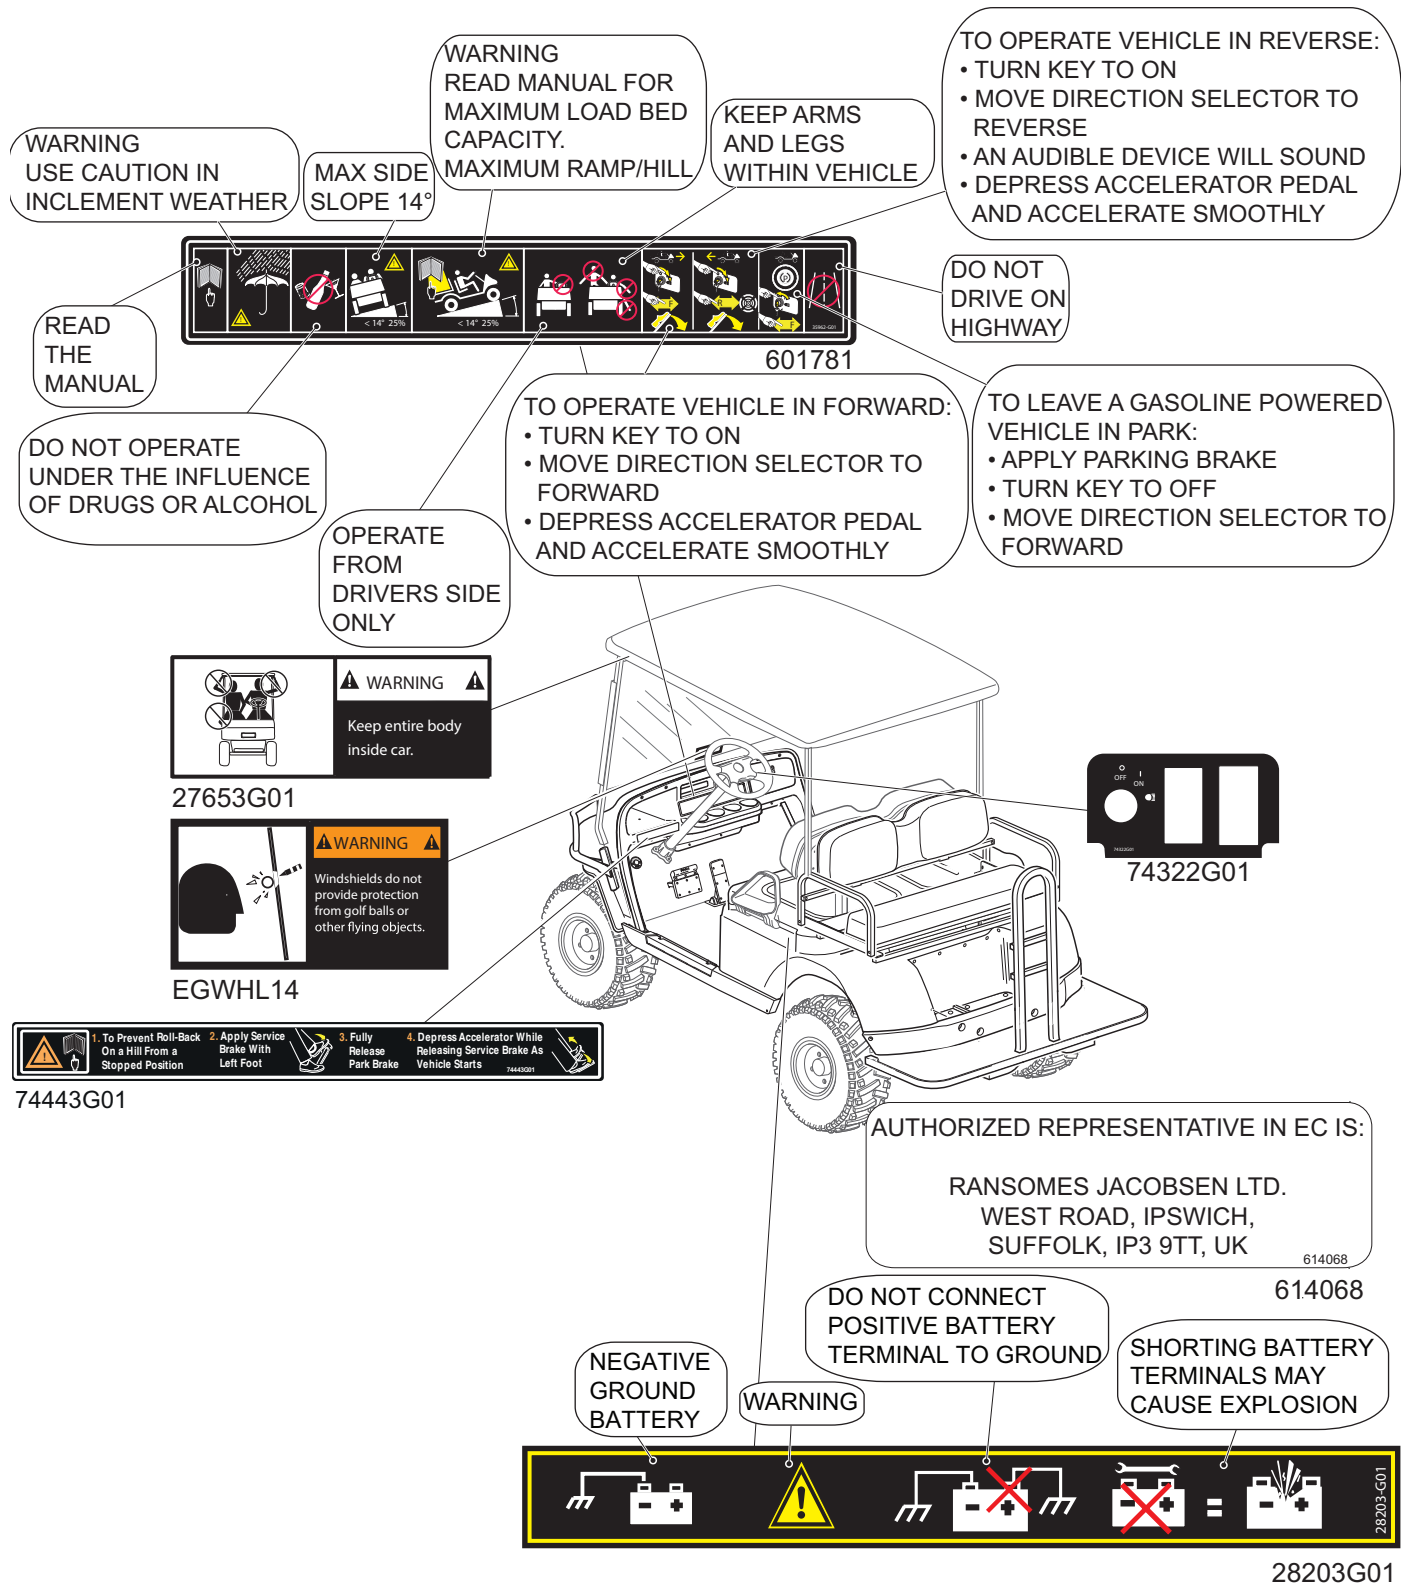 WARNING
READ MANUAL FOR
MAXIMUM LOAD BED
CAPACITY.
MAXIMUM RAMP/HILL
TO OPERATE VEHICLE IN REVERSE:
• TURN KEY TO ON
• MOVE DIRECTION SELECTOR TO
REVERSE
• AN AUDIBLE DEVICE WILL SOUND
• DEPRESS ACCELERATOR PEDAL
AND ACCELERATE SMOOTHLY
WARNING
USE CAUTION IN
INCLEMENT WEATHER
MAX SIDE
SLOPE 14°
KEEP ARMS
AND LEGS
WITHIN VEHICLE
< 14° 25%
< 14° 25%
F
R
P
P
F
35962-G01
601781
READ
THE
MANUAL
DO NOT
DRIVE ON
HIGHWAY
DO NOT OPERATE
UNDER THE INFLUENCE
OF DRUGS OR ALCOHOL
OPERATE
FROM
DRIVERS SIDE
ONLY
TO OPERATE VEHICLE IN FORWARD:
• TURN KEY TO ON
• MOVE DIRECTION SELECTOR TO
FORWARD
• DEPRESS ACCELERATOR PEDAL
AND ACCELERATE SMOOTHLY
TO LEAVE A GASOLINE POWERED
VEHICLE IN PARK:
• APPLY PARKING BRAKE
• TURN KEY TO OFF
• MOVE DIRECTION SELECTOR TO
FORWARD
WARNING
Keep entire body
inside car.
27653G01
WARNING
Windshields do not
provide protection
from golf balls or
other flying objects.
EGWHL14
OFF
ON
74322G01
74322G01
1. To Prevent Roll-Back
On a Hill From a
Stopped Position
2. Apply Service
Brake With
Left Foot
3. Fully
Release
Park Brake
4. Depress Accelerator While
Releasing Service Brake As
Vehicle Starts
74443G01
74443G01
AUTHORIZED REPRESENTATIVE IN EC IS:
RANSOMES JACOBSEN LTD.
WEST ROAD, IPSWICH,
SUFFOLK, IP3 9TT, UK
614068
614068
NEGATIVE
GROUND
BATTERY
WARNING
DO NOT CONNECT
POSITIVE BATTERY
TERMINAL TO GROUND
SHORTING BATTERY
TERMINALS MAY
CAUSE EXPLOSION
28203-G01
28203G01